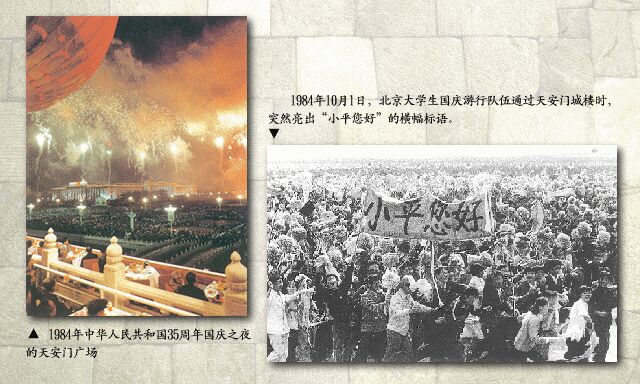 1984年10月1日，北京大学生国庆游行队伍通过天安门城楼时，
突然亮出“小平您好”的横幅标语。
▼
小平您好
▲ 1984年中华人民共和国35周年国庆之夜
的天安门广场